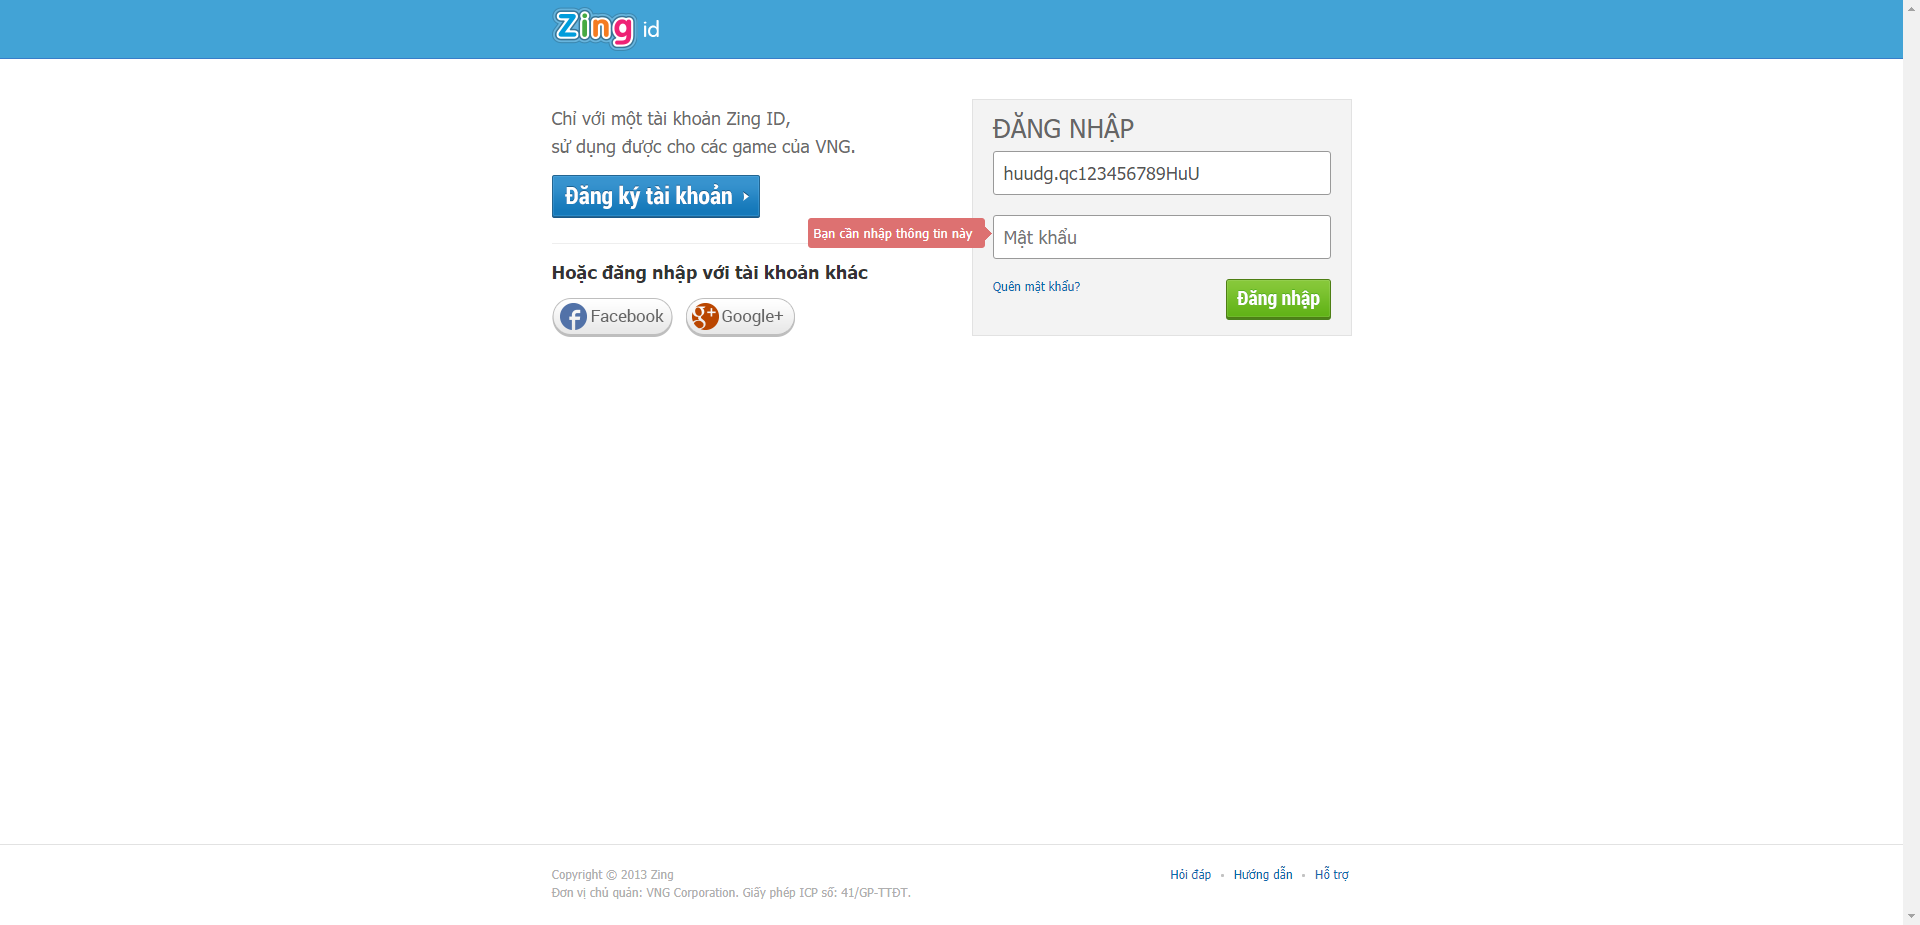 Zing id
Chỉ với một tài khoản Zing ID,
sử dụng được cho các game của VNG.
Đăng ký tài khoản
Hoặc đăng nhập với tài khoản khác
Facebook
Google+
ĐĂNG NHẬP
huudg.qc123456789HuU
Bạn cần nhập thông tin này
Mật khẩu
Quên mật khẩu?
Đăng nhập
Copyright © 2013 Zing
Đơn vị chủ quản: VNG Corporation. Giấy phép ICP số: 41/GP-TTĐT.
Hỏi đáp • Hướng dẫn • Hỗ trợ